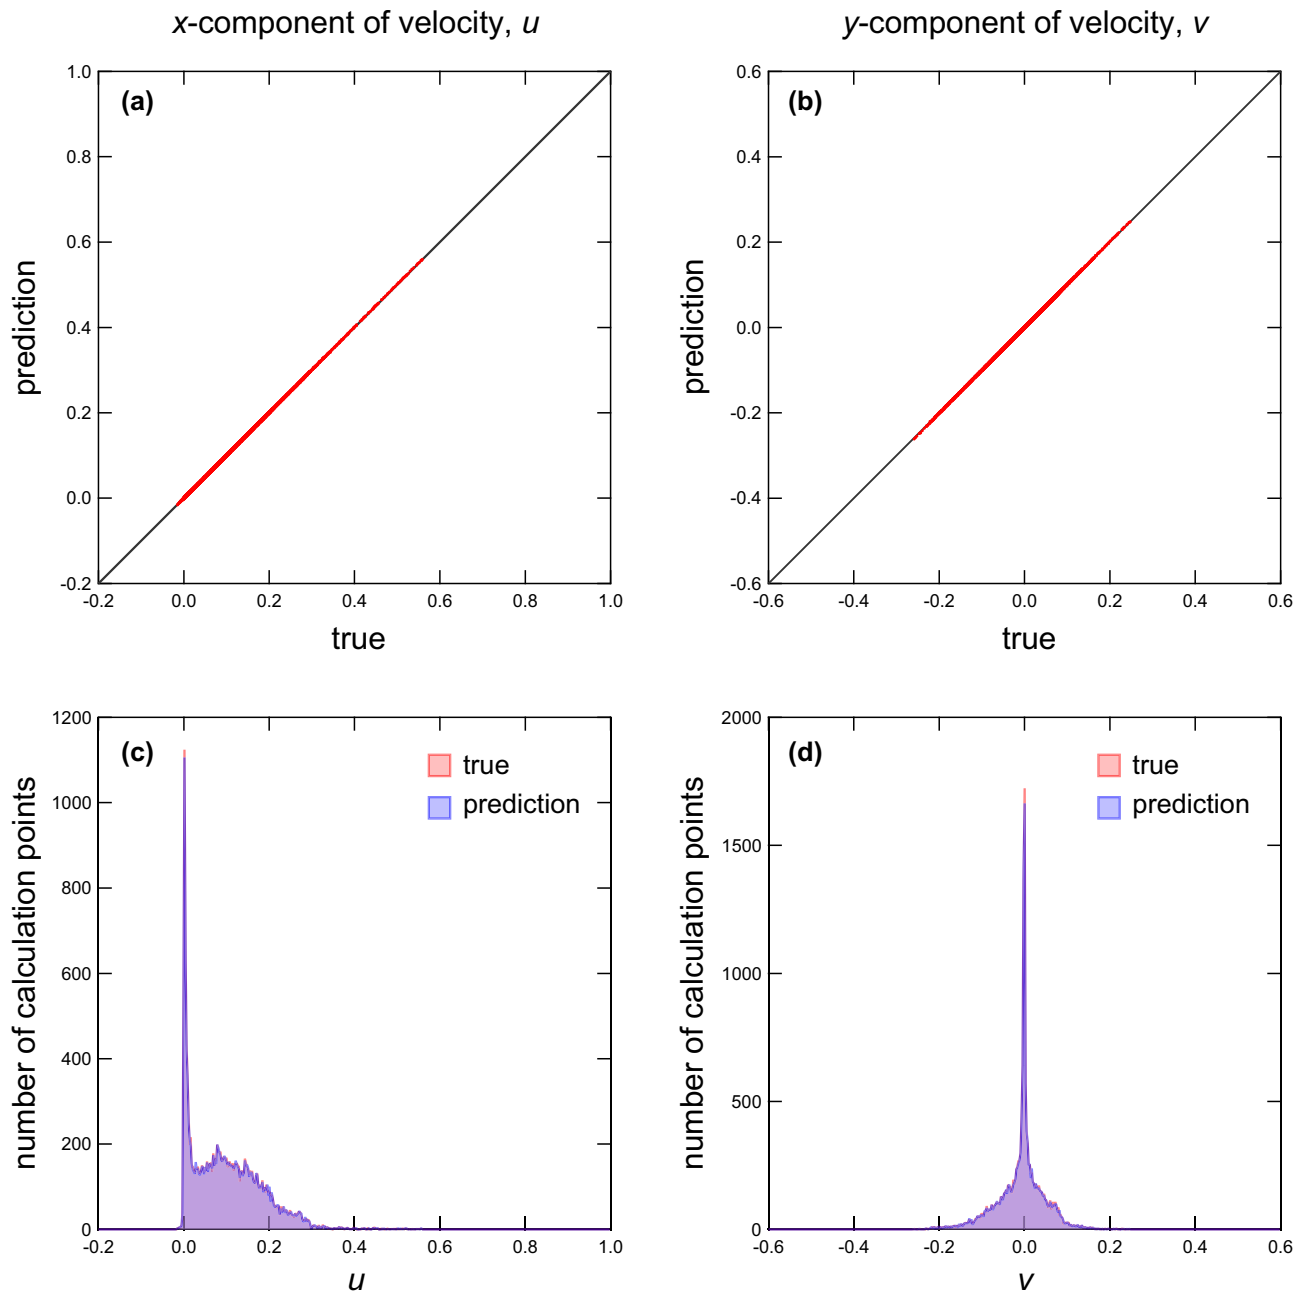 x-component of velocity, u
y-component of velocity, v
(a)
1.0
0.8
0.6
0.4
0.2
0.0
-0.2
prediction
-0.2 0.0 0.2 0.4 0.6 0.8 1.0
true
(b)
0.6
0.4
0.2
0.0
-0.2
-0.4
-0.6
prediction
-0.6 -0.4 -0.2 0.0 0.2 0.4 0.6
true
(c)
1200
1000
800
600
400
200
0
number of calculation points
true
prediction
-0.2 0.0 0.2 0.4 0.6 0.8 1.0
u
(d)
2000
1500
1000
500
0
number of calculation points
true
prediction
-0.6 -0.4 -0.2 0.0 0.2 0.4 0.6
v